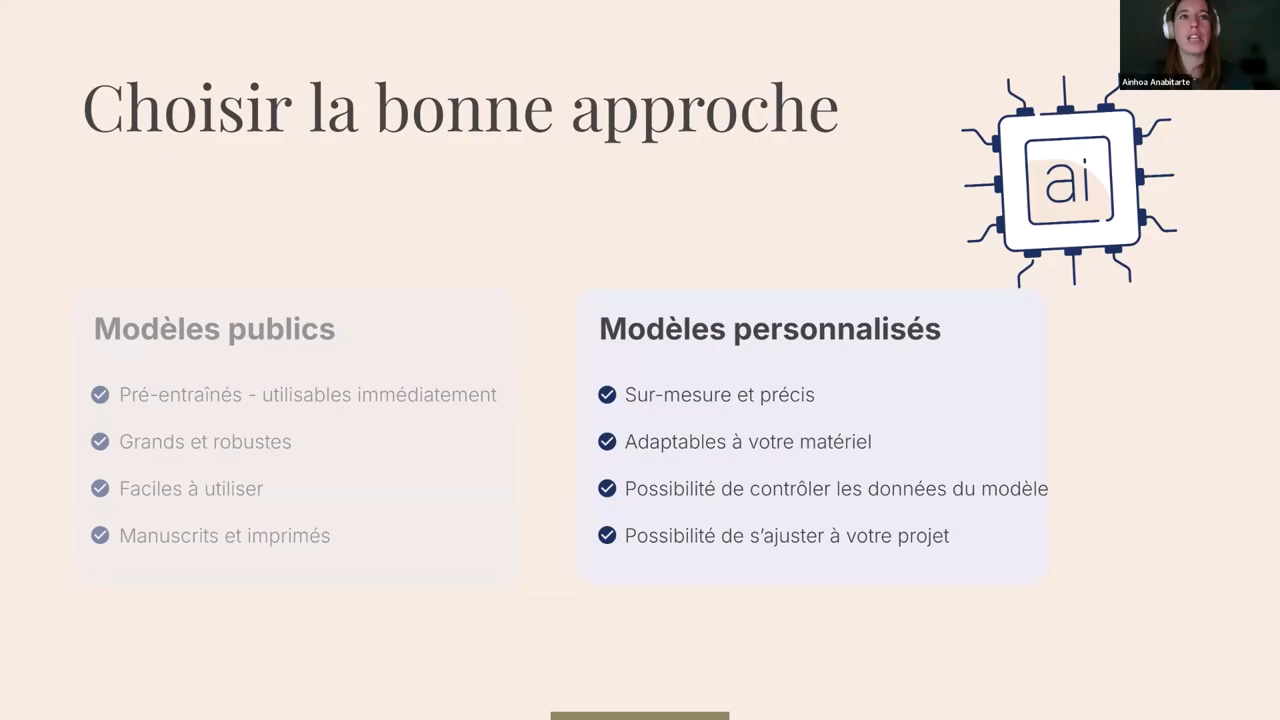 Ainhoa Anabitarte
Choisir la bonne approche
ai
Modèles publics
Pré-entraînés - utilisables immédiatement
Grands et robustes
Faciles à utiliser
Manuscrits et imprimés
Modèles personnalisés
Sur-mesure et précis
Adaptables à votre matériel
Possibilité de contrôler les données du modèle
Possibilité de s’ajuster à votre projet